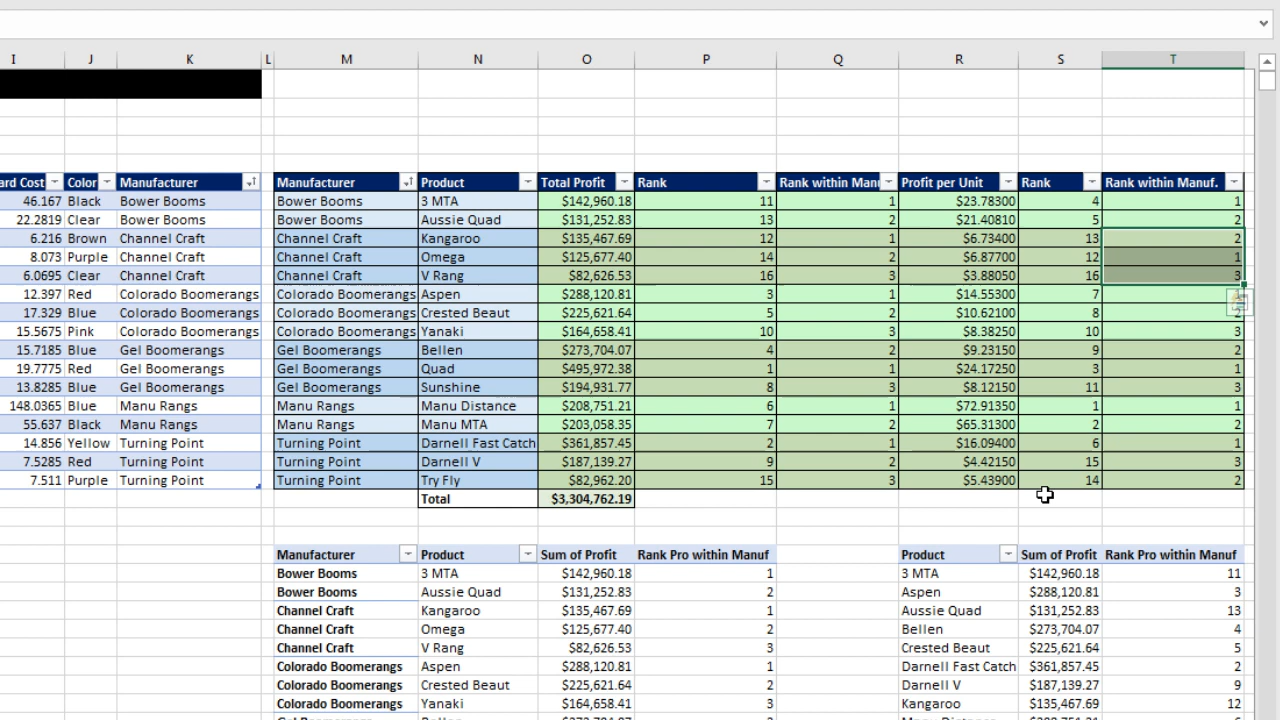 I J K L M N O P Q R S T
ard Cost Color Manufacturer Manufacturer Product Total Profit Rank Rank within Manu Profit per Unit Rank Rank within Manuf.
46.167 Black Bower Booms Bower Booms 3 MTA $142,960.18 11 1 $23.78300 4 1
22.2819 Clear Bower Booms Bower Booms Aussie Quad $131,252.83 13 2 $21.40810 5 2
6.216 Brown Channel Craft Channel Craft Kangaroo $135,467.69 12 1 $6.73400 13 2
8.073 Purple Channel Craft Channel Craft Omega $125,677.40 14 2 $6.87700 12 1
6.0695 Clear Channel Craft Channel Craft V Rang $82,626.53 16 3 $3.88050 16 3
12.397 Red Colorado Boomerangs Colorado Boomerangs Aspen $288,120.81 3 1 $14.55300 7
17.329 Blue Colorado Boomerangs Colorado Boomerangs Crested Beaut $225,621.64 5 2 $10.62100 8 2
15.5675 Pink Colorado Boomerangs Colorado Boomerangs Yanaki $164,658.41 10 3 $8.38250 10 3
15.7185 Blue Gel Boomerangs Gel Boomerangs Bellen $273,704.07 4 2 $9.23150 9 2
19.7775 Red Gel Boomerangs Gel Boomerangs Quad $495,972.38 1 1 $24.17250 3 1
13.8285 Blue Gel Boomerangs Gel Boomerangs Sunshine $194,931.77 8 3 $8.12150 11 3
148.0365 Blue Manu Rangs Manu Rangs Manu Distance $208,751.21 6 1 $72.91350 1 1
55.637 Black Manu Rangs Manu Rangs Manu MTA $203,058.35 7 2 $65.31300 2 2
14.856 Yellow Turning Point Turning Point Darnell Fast Catch $361,857.45 2 1 $16.09400 6 1
7.5285 Red Turning Point Turning Point Darnell V $187,139.27 9 2 $4.42150 15 3
7.511 Purple Turning Point Turning Point Try Fly $82,962.20 15 3 $5.43900 14 2
Total $3,304,762.19
Manufacturer Product Sum of Profit Rank Pro within Manuf Product Sum of Profit Rank Pro within Manuf
Bower Booms 3 MTA $142,960.18 1 3 MTA $142,960.18 11
Bower Booms Aussie Quad $131,252.83 2 Aspen $288,120.81 3
Channel Craft Kangaroo $135,467.69 1 Aussie Quad $131,252.83 13
Channel Craft Omega $125,677.40 2 Bellen $273,704.07 4
Channel Craft V Rang $82,626.53 3 Crested Beaut $225,621.64 5
Colorado Boomerangs Aspen $288,120.81 1 Darnell Fast Catch $361,857.45 2
Colorado Boomerangs Crested Beaut $225,621.64 2 Darnell V $187,139.27 9
Colorado Boomerangs Yanaki $164,658.41 3 Kangaroo $135,467.69 12